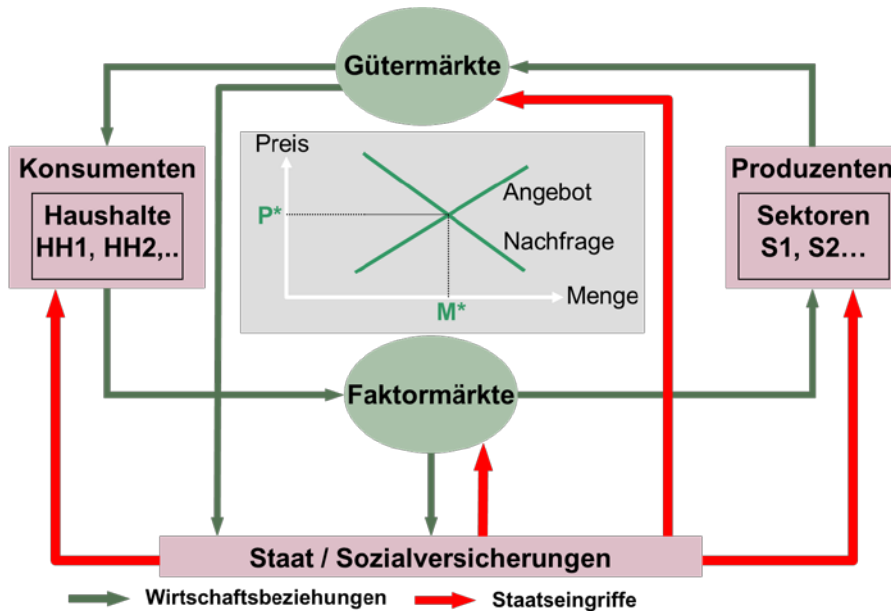 Gütermärkte
Konsumenten
Haushalte
HH1, HH2,..
Preis
P*
Angebot
Nachfrage
Menge
M*
Produzenten
Sektoren
S1, S2...
Faktormärkte
Staat / Sozialversicherungen
Wirtschaftsbeziehungen
Staatseingriffe